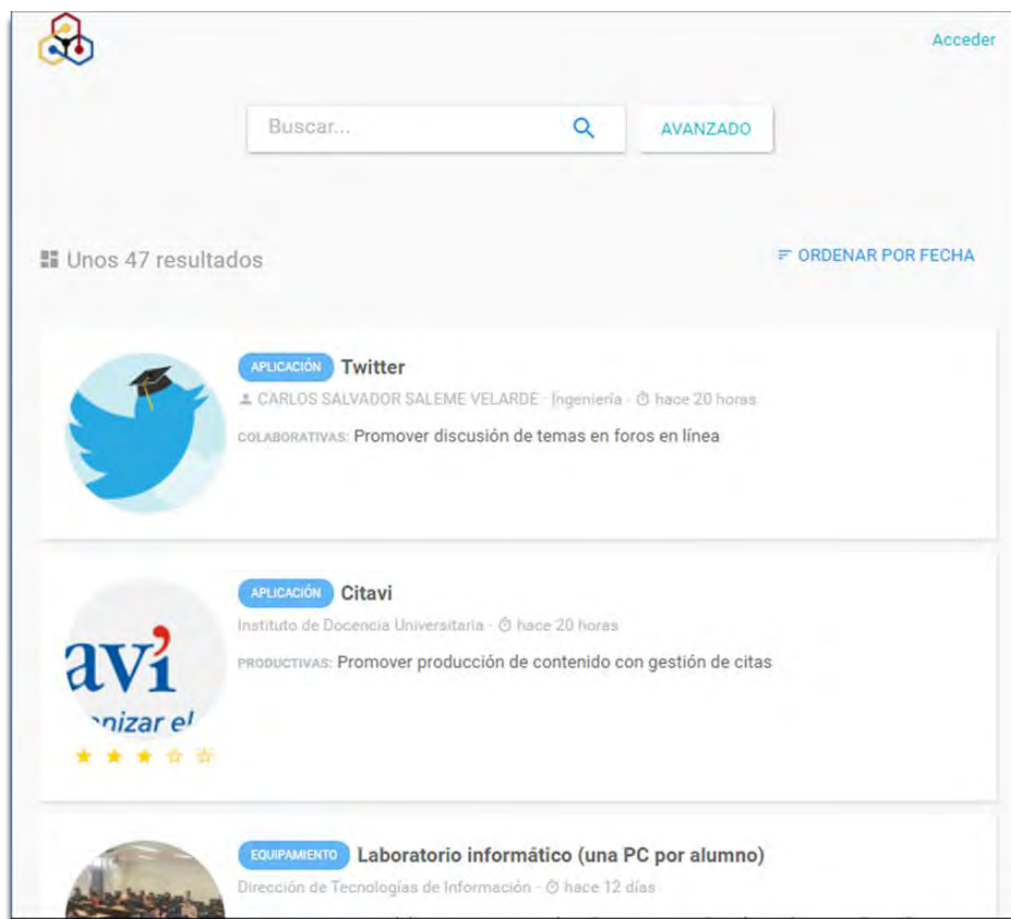 Acceder
Buscar...
AVANZADO
Unos 47 resultados
ORDENAR POR FECHA
APLICACIÓN Twitter
CARLOS SALVADOR SALEME VELARDE · Ingeniería · hace 20 horas
COLABORATIVAS: Promover discusión de temas en foros en línea
APLICACIÓN Citavi
Instituto de Docencia Universitaria · hace 20 horas
PRODUCTIVAS: Promover producción de contenido con gestión de citas
avi
nizar el
EQUIPAMIENTO Laboratorio informático (una PC por alumno)
Dirección de Tecnologías de Información · hace 12 días